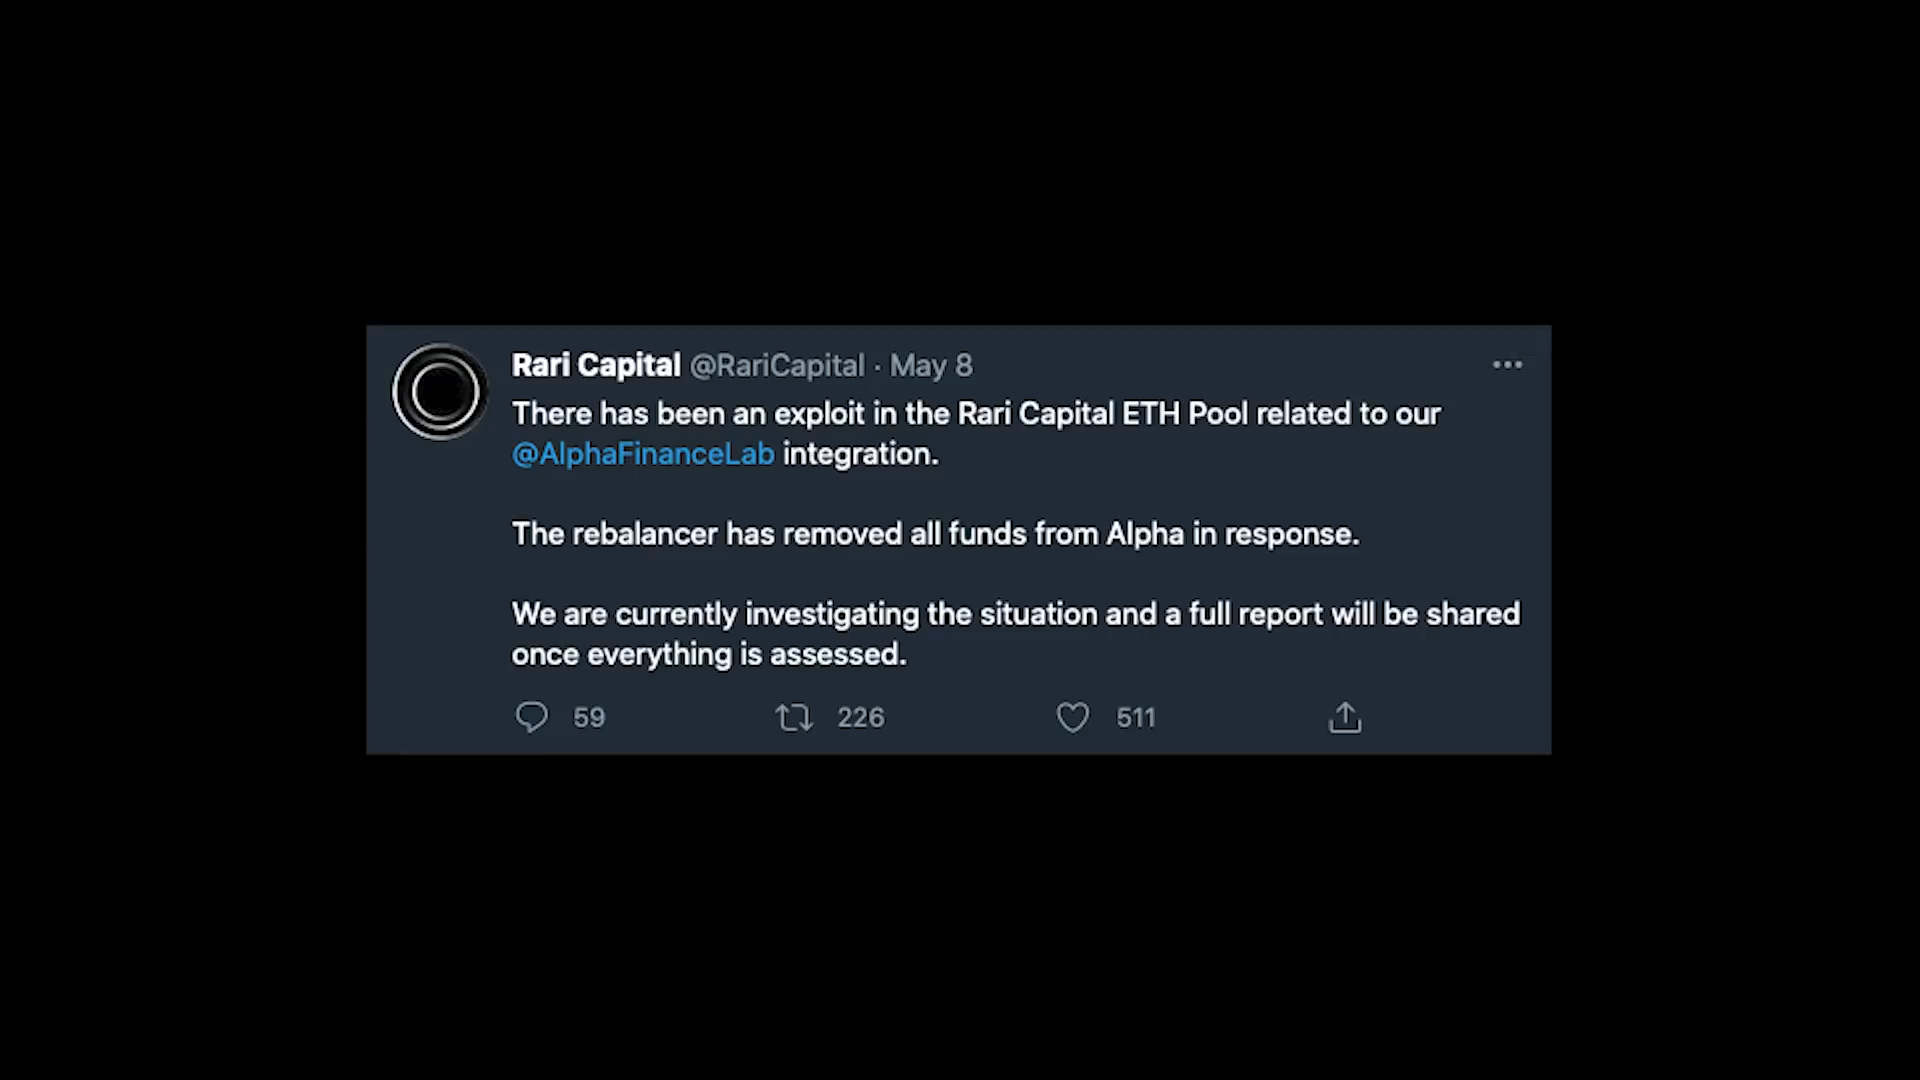 Rari Capital @RariCapital · May 8
There has been an exploit in the Rari Capital ETH Pool related to our
@AlphaFinanceLab integration.
The rebalancer has removed all funds from Alpha in response.
We are currently investigating the situation and a full report will be shared
once everything is assessed.
59 226 511